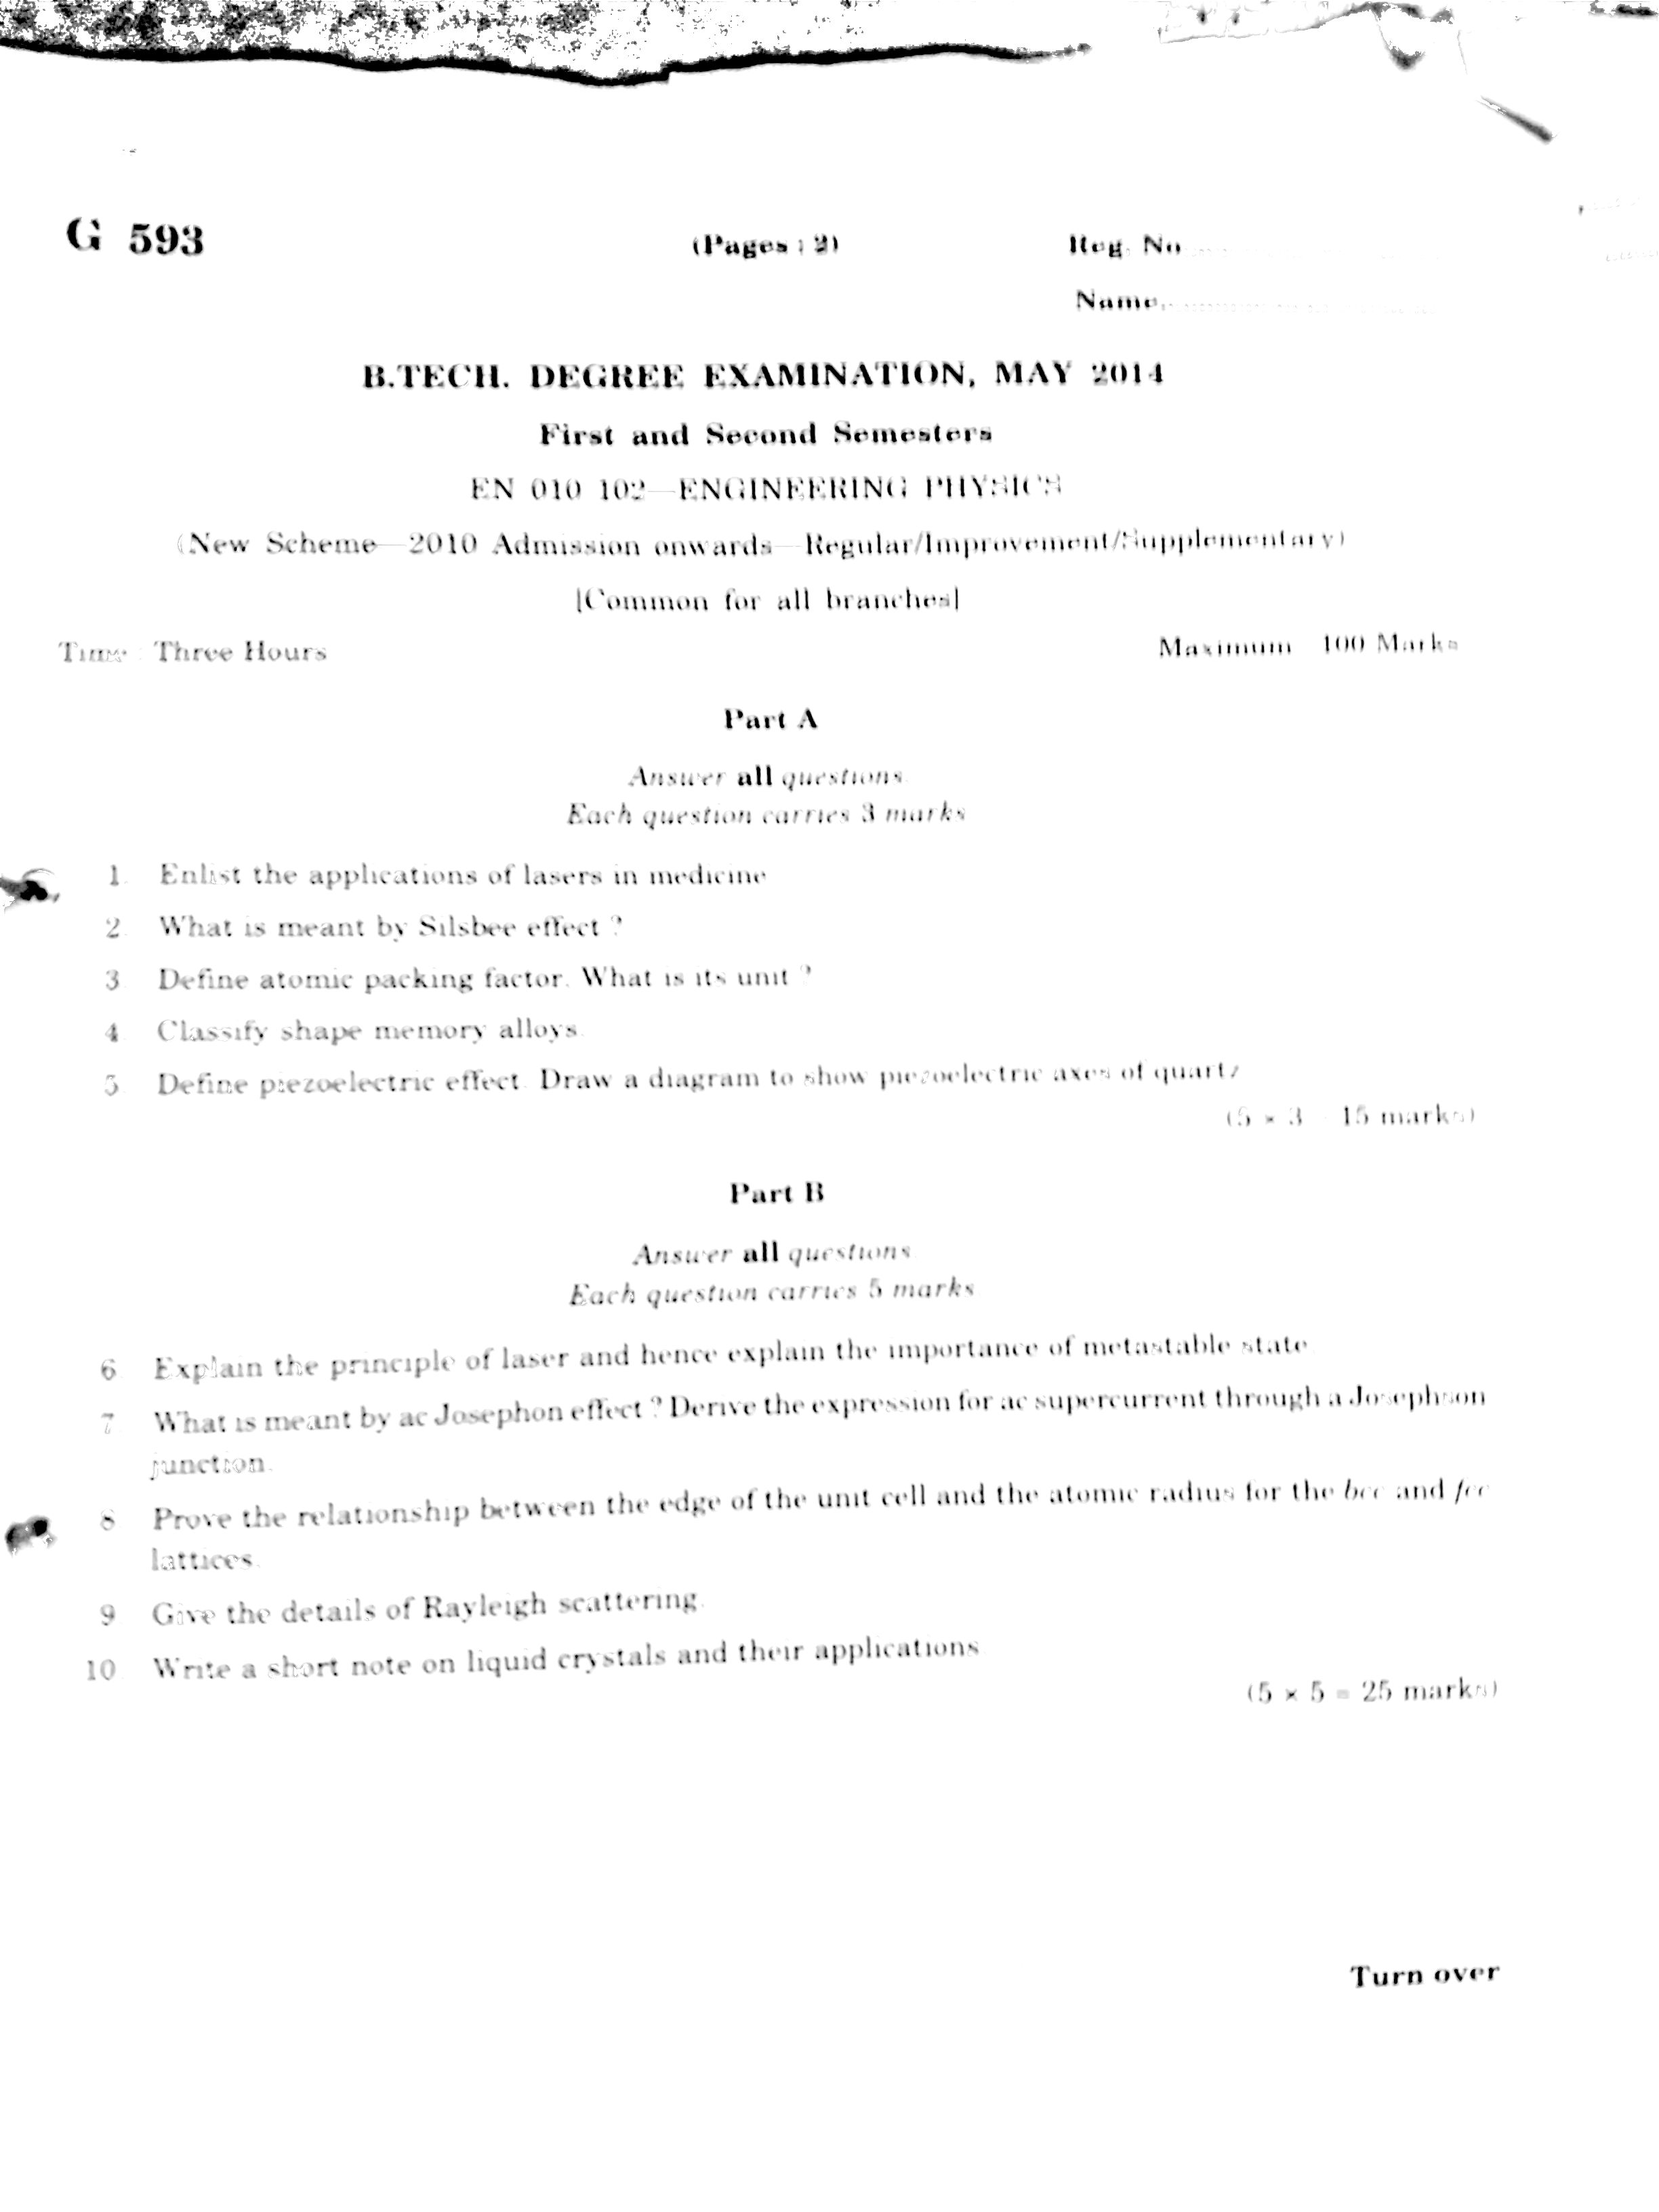 G 593
(Pages : 2)
Reg. No
Name
B.TECH. DEGREE EXAMINATION, MAY 2014
First and Second Semesters
EN 010 102—ENGINEERING PHYSICS
(New Scheme—2010 Admission onwards—Regular/Improvement/Supplementary)
[Common for all branches]
Time : Three Hours
Maximum 100 Marks
Part A
Answer all questions.
Each question carries 3 marks
1. Enlist the applications of lasers in medicine
2. What is meant by Silsbee effect ?
3 Define atomic packing factor. What is its unit ?
4 Classify shape memory alloys.
5 Define piezoelectric effect. Draw a diagram to show piezoelectric axes of quartz
(5 × 3 15 marks)
Part B
Answer all questions
Each question carries 5 marks
6 Explain the principle of laser and hence explain the importance of metastable state
7 What is meant by ac Josephon effect ? Derive the expression for ac supercurrent through a Josephson
junction.
8 Prove the relationship between the edge of the unit cell and the atomic radius for the bcc and fcc
lattices.
9 Give the details of Rayleigh scattering.
10 Write a short note on liquid crystals and their applications
(5 × 5 = 25 marks)
Turn over